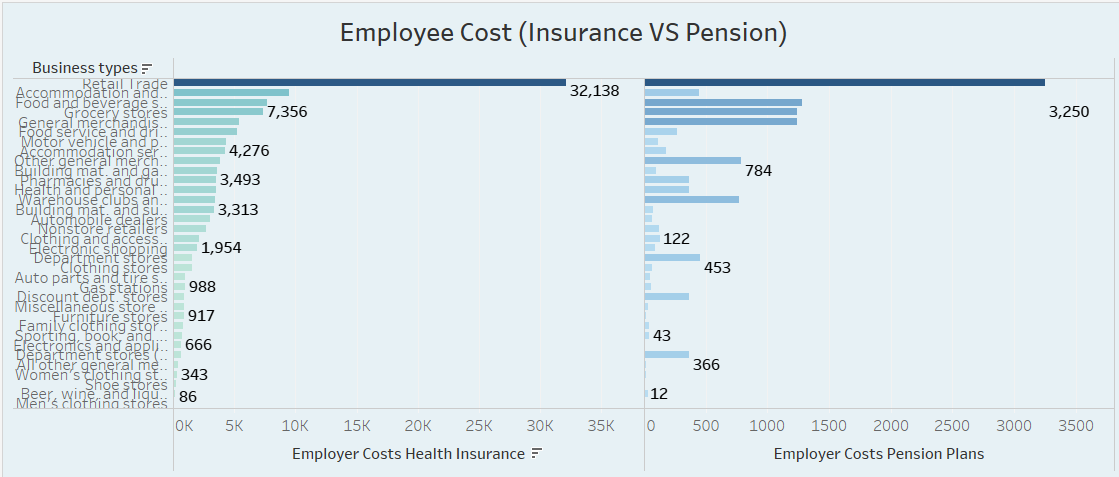 Employee Cost (Insurance VS Pension)
Business types
Retail Trade
Accommodation and..
Food and beverage s..
Grocery stores
General merchandis..
Food service and dri..
Motor vehicle and p..
Accommodation ser..
Other general merch..
Building mat. and ga..
Pharmacies and dru..
Health and personal ..
Warehouse clubs an..
Building mat. and su..
Automobile dealers
Nonstore retailers
Clothing and access..
Electronic shopping
Department stores
Clothing stores
Auto parts and tire s..
Gas stations
Discount dept. stores
Miscellaneous store ..
Furniture stores
Family clothing stor..
Sporting, book, and ..
Electronics and appli..
Department stores (..
All other general me..
Women's clothing st..
Shoe stores
Beer, wine, and liqu..
Men's clothing stores
32,138
7,356
4,276
3,493
3,313
1,954
988
917
666
343
86
3,250
784
122
453
43
366
12
0K 5K 10K 15K 20K 25K 30K 35K
0 500 1000 1500 2000 2500 3000 3500
Employer Costs Health Insurance
Employer Costs Pension Plans